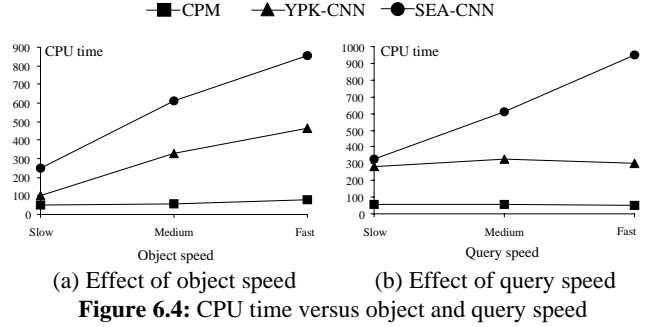 CPM YPK-CNN SEA-CNN
CPU time
900
800
700
600
500
400
300
200
100
0
Slow Medium Fast
Object speed
CPU time
1000
900
800
700
600
500
400
300
200
100
0
Slow Medium Fast
Query speed
(a) Effect of object speed (b) Effect of query speed
Figure 6.4: CPU time versus object and query speed